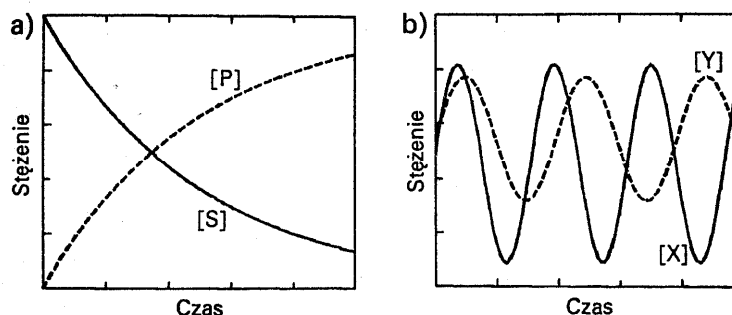 a)
[P]
Stężenie
[S]
Czas
b)
[Y]
Stężenie
[X]
Czas